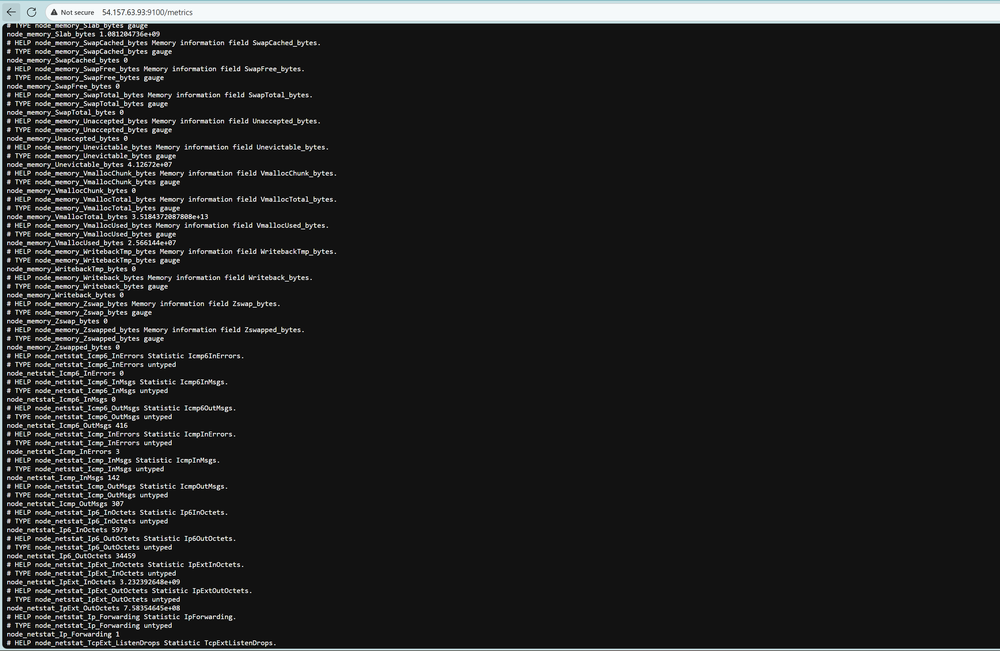 Not secure 54.157.63.93:9100/metrics
# TYPE node_memory_Slab_bytes gauge
node_memory_Slab_bytes 1.081204736e+09
# HELP node_memory_SwapCached_bytes Memory information field SwapCached_bytes.
# TYPE node_memory_SwapCached_bytes gauge
node_memory_SwapCached_bytes 0
# HELP node_memory_SwapFree_bytes Memory information field SwapFree_bytes.
# TYPE node_memory_SwapFree_bytes gauge
node_memory_SwapFree_bytes 0
# HELP node_memory_SwapTotal_bytes Memory information field SwapTotal_bytes.
# TYPE node_memory_SwapTotal_bytes gauge
node_memory_SwapTotal_bytes 0
# HELP node_memory_Unaccepted_bytes Memory information field Unaccepted_bytes.
# TYPE node_memory_Unaccepted_bytes gauge
node_memory_Unaccepted_bytes 0
# HELP node_memory_Unevictable_bytes Memory information field Unevictable_bytes.
# TYPE node_memory_Unevictable_bytes gauge
node_memory_Unevictable_bytes 4.12672e+07
# HELP node_memory_VmallocChunk_bytes Memory information field VmallocChunk_bytes.
# TYPE node_memory_VmallocChunk_bytes gauge
node_memory_VmallocChunk_bytes 0
# HELP node_memory_VmallocTotal_bytes Memory information field VmallocTotal_bytes.
# TYPE node_memory_VmallocTotal_bytes gauge
node_memory_VmallocTotal_bytes 3.5184372087808e+13
# HELP node_memory_VmallocUsed_bytes Memory information field VmallocUsed_bytes.
# TYPE node_memory_VmallocUsed_bytes gauge
node_memory_VmallocUsed_bytes 2.566144e+07
# HELP node_memory_WritebackTmp_bytes Memory information field WritebackTmp_bytes.
# TYPE node_memory_WritebackTmp_bytes gauge
node_memory_WritebackTmp_bytes 0
# HELP node_memory_Writeback_bytes Memory information field Writeback_bytes.
# TYPE node_memory_Writeback_bytes gauge
node_memory_Writeback_bytes 0
# HELP node_memory_Zswap_bytes Memory information field Zswap_bytes.
# TYPE node_memory_Zswap_bytes gauge
node_memory_Zswap_bytes 0
# HELP node_memory_Zswapped_bytes Memory information field Zswapped_bytes.
# TYPE node_memory_Zswapped_bytes gauge
node_memory_Zswapped_bytes 0
# HELP node_netstat_Icmp6_InErrors Statistic Icmp6InErrors.
# TYPE node_netstat_Icmp6_InErrors untyped
node_netstat_Icmp6_InErrors 0
# HELP node_netstat_Icmp6_InMsgs Statistic Icmp6InMsgs.
# TYPE node_netstat_Icmp6_InMsgs untyped
node_netstat_Icmp6_InMsgs 0
# HELP node_netstat_Icmp6_OutMsgs Statistic Icmp6OutMsgs.
# TYPE node_netstat_Icmp6_OutMsgs untyped
node_netstat_Icmp6_OutMsgs 416
# HELP node_netstat_Icmp_InErrors Statistic IcmpInErrors.
# TYPE node_netstat_Icmp_InErrors untyped
node_netstat_Icmp_InErrors 3
# HELP node_netstat_Icmp_InMsgs Statistic IcmpInMsgs.
# TYPE node_netstat_Icmp_InMsgs untyped
node_netstat_Icmp_InMsgs 142
# HELP node_netstat_Icmp_OutMsgs Statistic IcmpOutMsgs.
# TYPE node_netstat_Icmp_OutMsgs untyped
node_netstat_Icmp_OutMsgs 307
# HELP node_netstat_Ip6_InOctets Statistic Ip6InOctets.
# TYPE node_netstat_Ip6_InOctets untyped
node_netstat_Ip6_InOctets 5979
# HELP node_netstat_Ip6_OutOctets Statistic Ip6OutOctets.
# TYPE node_netstat_Ip6_OutOctets untyped
node_netstat_Ip6_OutOctets 34459
# HELP node_netstat_IpExt_InOctets Statistic IpExtInOctets.
# TYPE node_netstat_IpExt_InOctets untyped
node_netstat_IpExt_InOctets 3.232392648e+09
# HELP node_netstat_IpExt_OutOctets Statistic IpExtOutOctets.
# TYPE node_netstat_IpExt_OutOctets untyped
node_netstat_IpExt_OutOctets 7.58354645e+08
# HELP node_netstat_Ip_Forwarding Statistic IpForwarding.
# TYPE node_netstat_Ip_Forwarding untyped
node_netstat_Ip_Forwarding 1
# HELP node_netstat_TcpExt_ListenDrops Statistic TcpExtListenDrops.